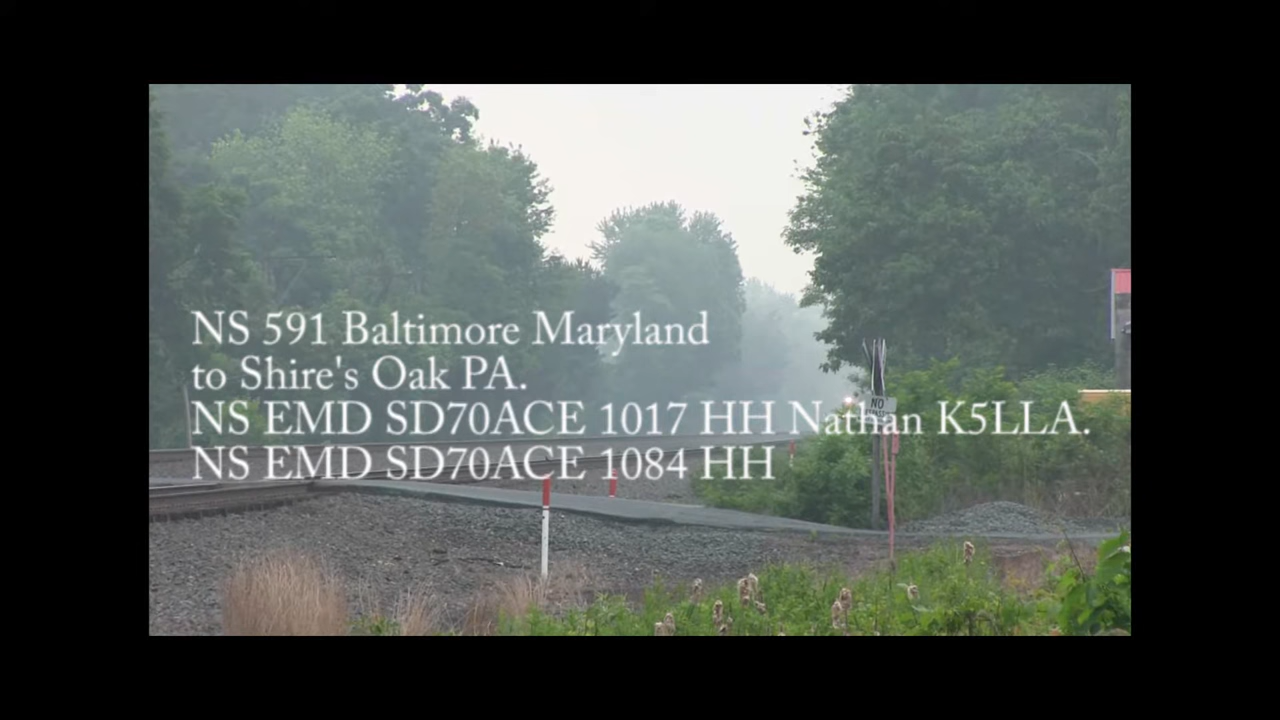 NS 591 Baltimore Maryland
to Shire's Oak PA.
NS EMD SD70ACE 1017 HH Nathan K5LLA.
NS EMD SD70ACE 1084 HH
NO